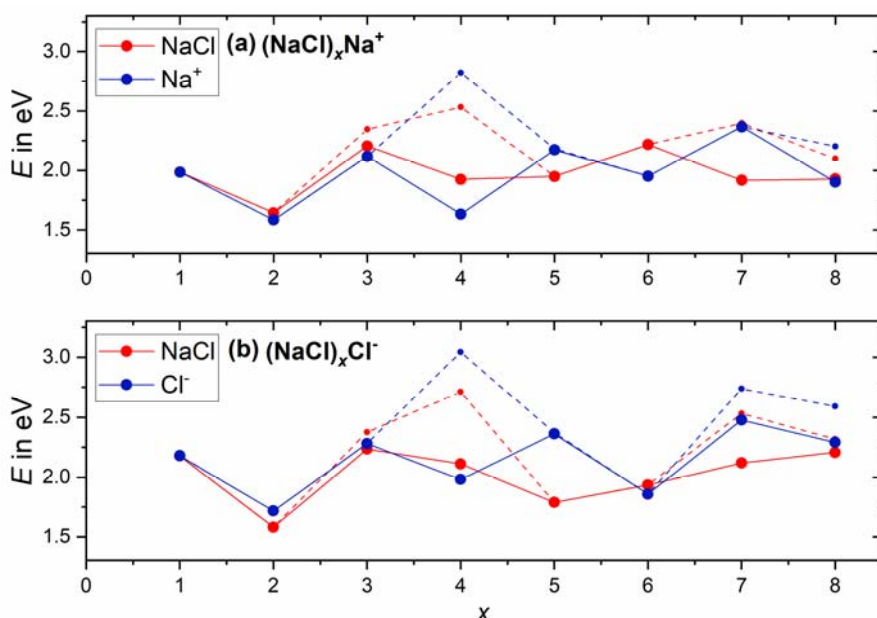 (a) (NaCl)ₓNa⁺
NaCl
Na⁺
E in eV
3.0
2.5
2.0
1.5
0 1 2 3 4 5 6 7 8
(b) (NaCl)ₓCl⁻
NaCl
Cl⁻
E in eV
3.0
2.5
2.0
1.5
0 1 2 3 4 5 6 7 8
x